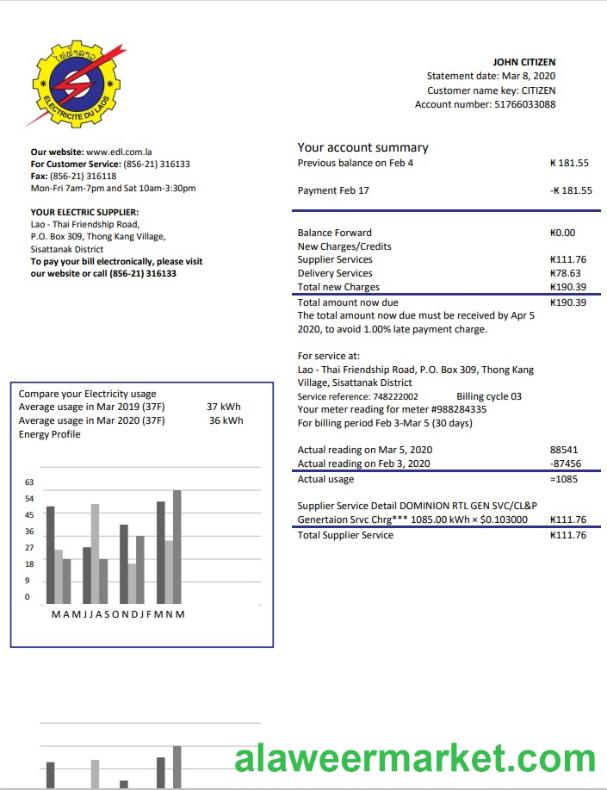 ໄຟຟ້າລາວ
ELECTRICITE DU LAOS
JOHN CITIZEN
Statement date: Mar 8, 2020
Customer name key: CITIZEN
Account number: 51766033088
Our website: www.edl.com.la
For Customer Service: (856-21) 316133
Fax: (856-21) 316118
Mon-Fri 7am-7pm and Sat 10am-3:30pm
YOUR ELECTRIC SUPPLIER:
Lao - Thai Friendship Road,
P.O. Box 309, Thong Kang Village,
Sisattanak District
To pay your bill electronically, please visit
our website or call (856-21) 316133
Your account summary
Previous balance on Feb 4 ₭ 181.55
Payment Feb 17 -₭ 181.55
Balance Forward ₭0.00
New Charges/Credits
Supplier Services ₭111.76
Delivery Services ₭78.63
Total new Charges ₭190.39
Total amount now due ₭190.39
The total amount now due must be received by Apr 5
2020, to avoid 1.00% late payment charge.
For service at:
Lao - Thai Friendship Road, P.O. Box 309, Thong Kang
Village, Sisattanak District
Service reference: 748222002 Billing cycle 03
Your meter reading for meter #988284335
For billing period Feb 3-Mar 5 (30 days)
Actual reading on Mar 5, 2020 88541
Actual reading on Feb 3, 2020 -87456
Actual usage =1085
Supplier Service Detail DOMINION RTL GEN SVC/CL&P
Genertaion Srvc Chrg*** 1085.00 kWh × $0.103000 ₭111.76
Total Supplier Service ₭111.76
Compare your Electricity usage
Average usage in Mar 2019 (37F) 37 kWh
Average usage in Mar 2020 (37F) 36 kWh
Energy Profile
63
54
45
36
27
18
9
0
M A M J J A S O N D J F M N M
alaweermarket.com